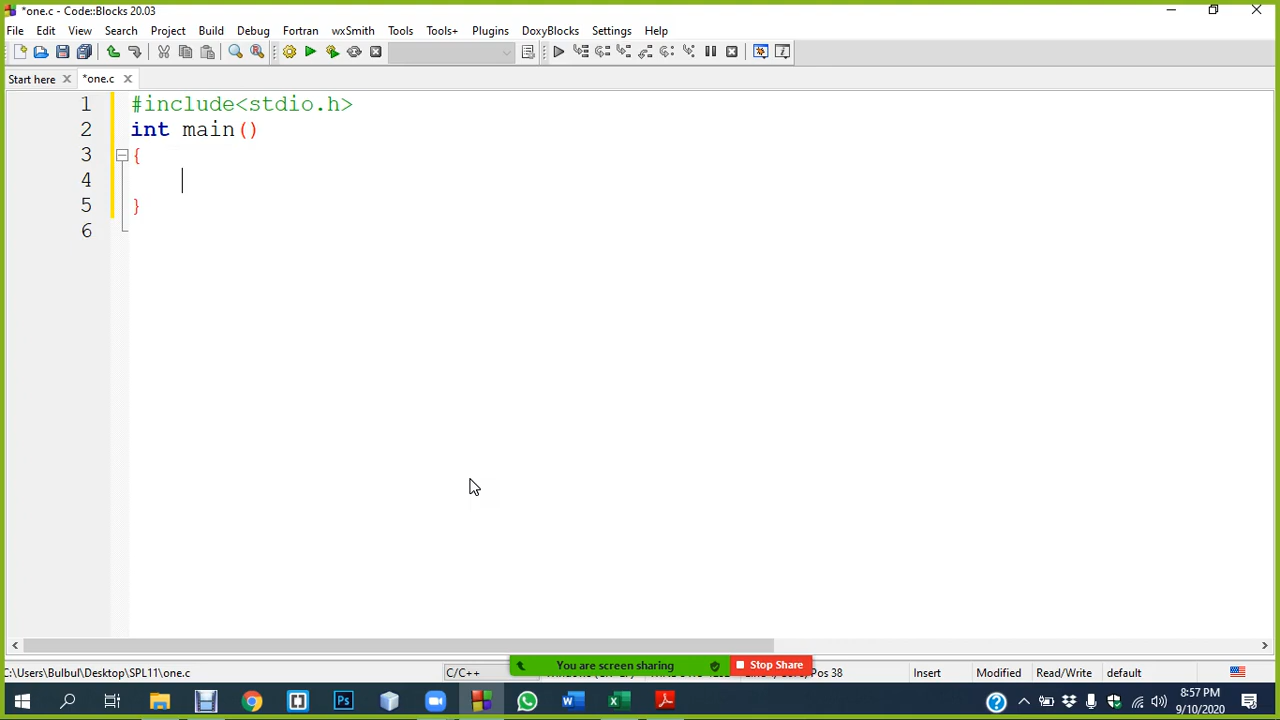 *one.c - Code::Blocks 20.03
File Edit View Search Project Build Debug Fortran wxSmith Tools Tools+ Plugins DoxyBlocks Settings Help
Start here *one.c
1 #include<stdio.h>
2 int main()
3 {
4
5 }
6
C:\Users\Bulbul\Desktop\SPL11\one.c C/C++ Pos 38 Insert Modified Read/Write default
You are screen sharing Stop Share
8:57 PM
9/10/2020